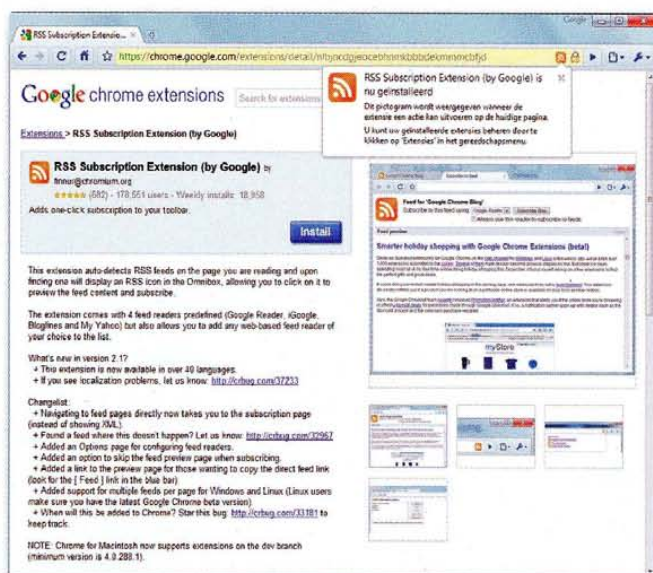 RSS Subscription Extensio...
Google
https://chrome.google.com/extensions/detail/
Google chrome extensions
Search for extensions
RSS Subscription Extension (by Google) is
nu geïnstalleerd
Dit pictogram wordt weergegeven wanneer de
extensie een actie kan uitvoeren op de huidige pagina.
U kunt uw geïnstalleerde extensies beheren door te
klikken op 'Extensies' in het gereedschapsmenu.
Extensions > RSS Subscription Extension (by Google)
RSS Subscription Extension (by Google) by
finnur@chromium.org
(682) - 178,551 users - Weekly installs: 18,958
Adds one-click subscription to your toolbar.
Install
This extension auto-detects RSS feeds on the page you are reading and upon
finding one will display an RSS icon in the Omnibox, allowing you to click on it to
preview the feed content and subscribe.
The extension comes with 4 feed readers predefined (Google Reader, iGoogle,
Bloglines and My Yahoo) but also allows you to add any web-based feed reader of
your choice to the list.
What's new in version 2.1?
+ This extension is now available in over 40 languages.
+ If you see localization problems, let us know: http://crbug.com/37233
Changelist:
+ Navigating to feed pages directly now takes you to the subscription page
(instead of showing XML).
+ Found a feed where this doesn't happen? Let us know: http://crbug.com/32967
+ Added an Options page for configuring feed readers.
+ Added an option to skip the feed preview page when subscribing.
+ Added a link to the preview page for those wanting to copy the direct feed link
(look for the [ Feed ] link in the blue bar).
+ Added support for multiple feeds per page for Windows and Linux (Linux users
make sure you have the latest Google Chrome beta version)
+ When will this be added to Chrome? Star this bug: http://crbug.com/33181 to
keep track.
NOTE: Chrome for Macintosh now supports extensions on the dev branch
(minimum version is 4.0.288.1).
Feed for 'Google Chrome Blog'
Subscribe to this feed using
Feed preview
Smarter holiday shopping with Google Chrome Extensions (beta!)
myStore